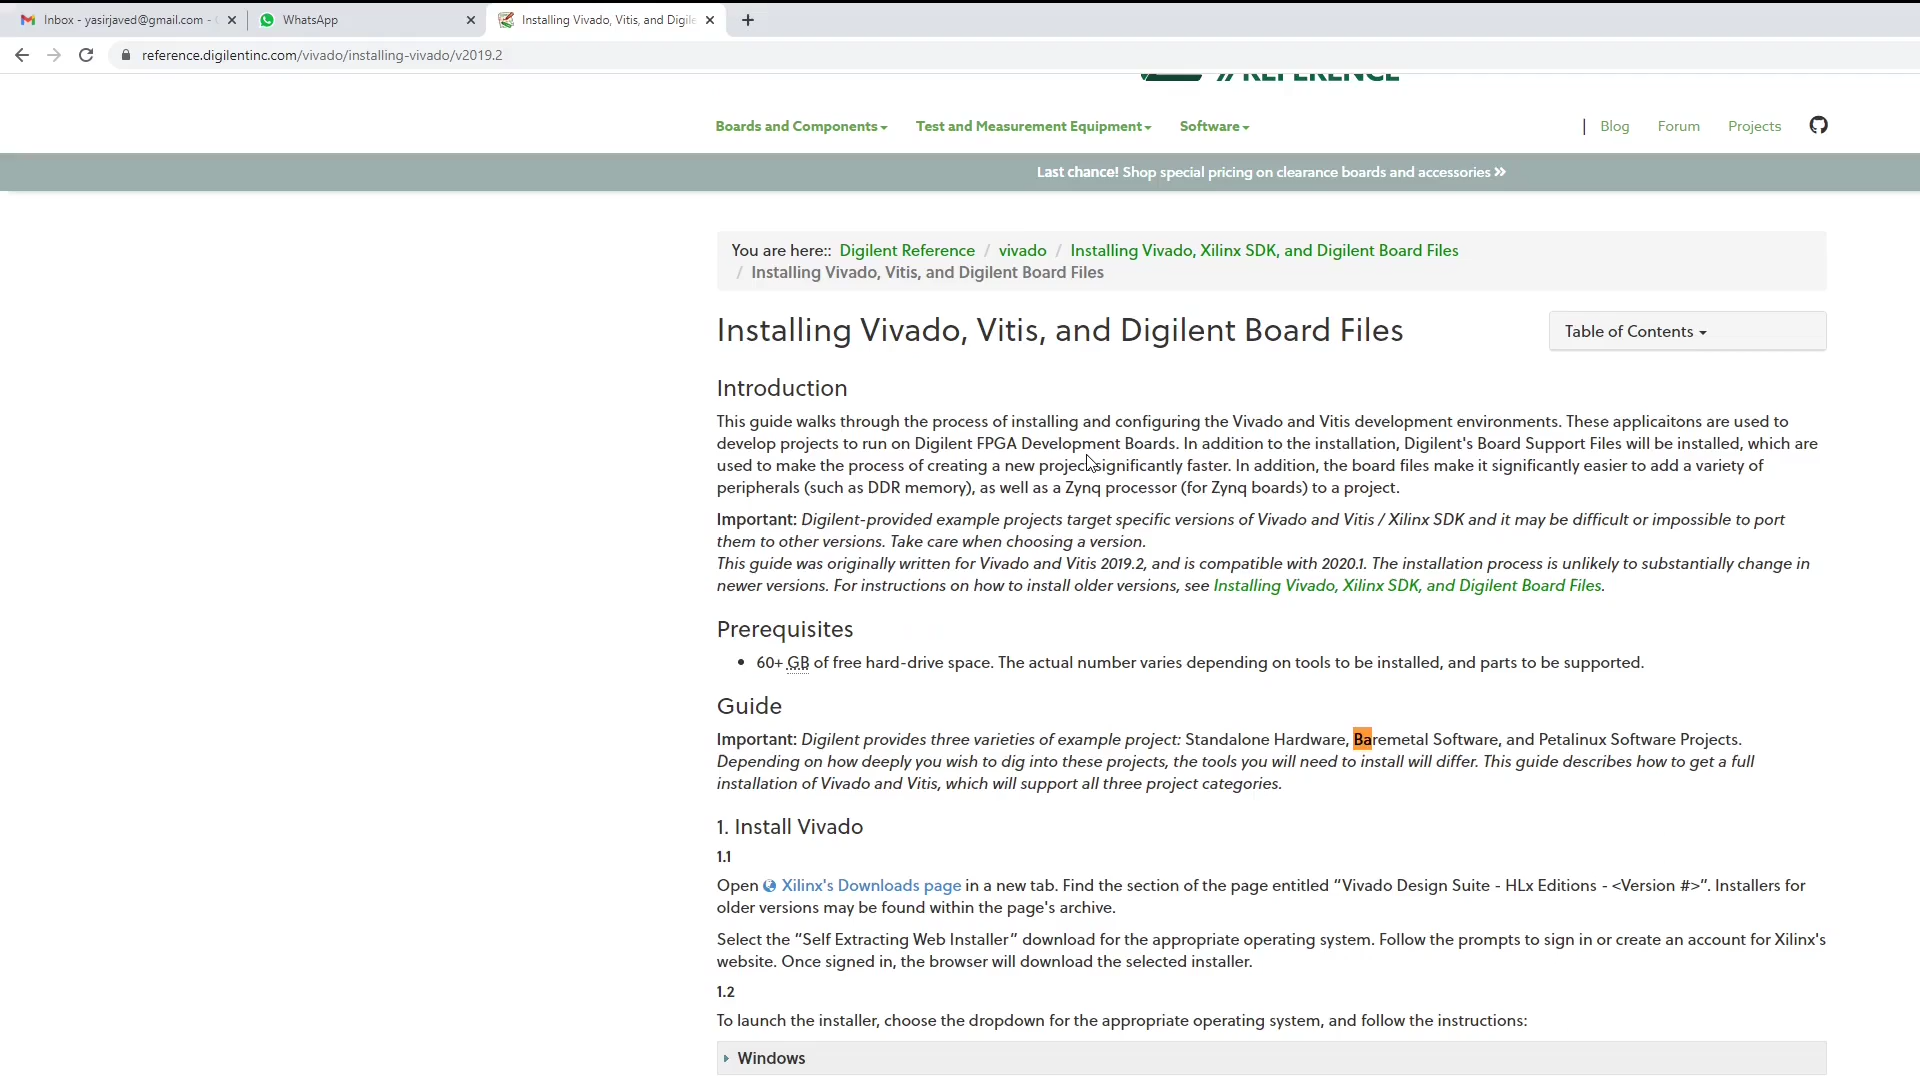 Inbox - yasirjaved@gmail.com -
WhatsApp
Installing Vivado, Vitis, and Digile
reference.digilentinc.com/vivado/installing-vivado/v2019.2
// REFERENCE
Boards and Components
Test and Measurement Equipment
Software
| Blog
Forum
Projects
Last chance! Shop special pricing on clearance boards and accessories »
You are here:: Digilent Reference / vivado / Installing Vivado, Xilinx SDK, and Digilent Board Files
/ Installing Vivado, Vitis, and Digilent Board Files
Installing Vivado, Vitis, and Digilent Board Files
Table of Contents
Introduction
This guide walks through the process of installing and configuring the Vivado and Vitis development environments. These applicaitons are used to
develop projects to run on Digilent FPGA Development Boards. In addition to the installation, Digilent's Board Support Files will be installed, which are
used to make the process of creating a new project significantly faster. In addition, the board files make it significantly easier to add a variety of
peripherals (such as DDR memory), as well as a Zynq processor (for Zynq boards) to a project.
Important: Digilent-provided example projects target specific versions of Vivado and Vitis / Xilinx SDK and it may be difficult or impossible to port
them to other versions. Take care when choosing a version.
This guide was originally written for Vivado and Vitis 2019.2, and is compatible with 2020.1. The installation process is unlikely to substantially change in
newer versions. For instructions on how to install older versions, see Installing Vivado, Xilinx SDK, and Digilent Board Files.
Prerequisites
• 60+ GB of free hard-drive space. The actual number varies depending on tools to be installed, and parts to be supported.
Guide
Important: Digilent provides three varieties of example project: Standalone Hardware, Baremetal Software, and Petalinux Software Projects.
Depending on how deeply you wish to dig into these projects, the tools you will need to install will differ. This guide describes how to get a full
installation of Vivado and Vitis, which will support all three project categories.
1. Install Vivado
1.1
Open Xilinx's Downloads page in a new tab. Find the section of the page entitled “Vivado Design Suite - HLx Editions - <Version #>”. Installers for
older versions may be found within the page's archive.
Select the “Self Extracting Web Installer” download for the appropriate operating system. Follow the prompts to sign in or create an account for Xilinx's
website. Once signed in, the browser will download the selected installer.
1.2
To launch the installer, choose the dropdown for the appropriate operating system, and follow the instructions:
Windows